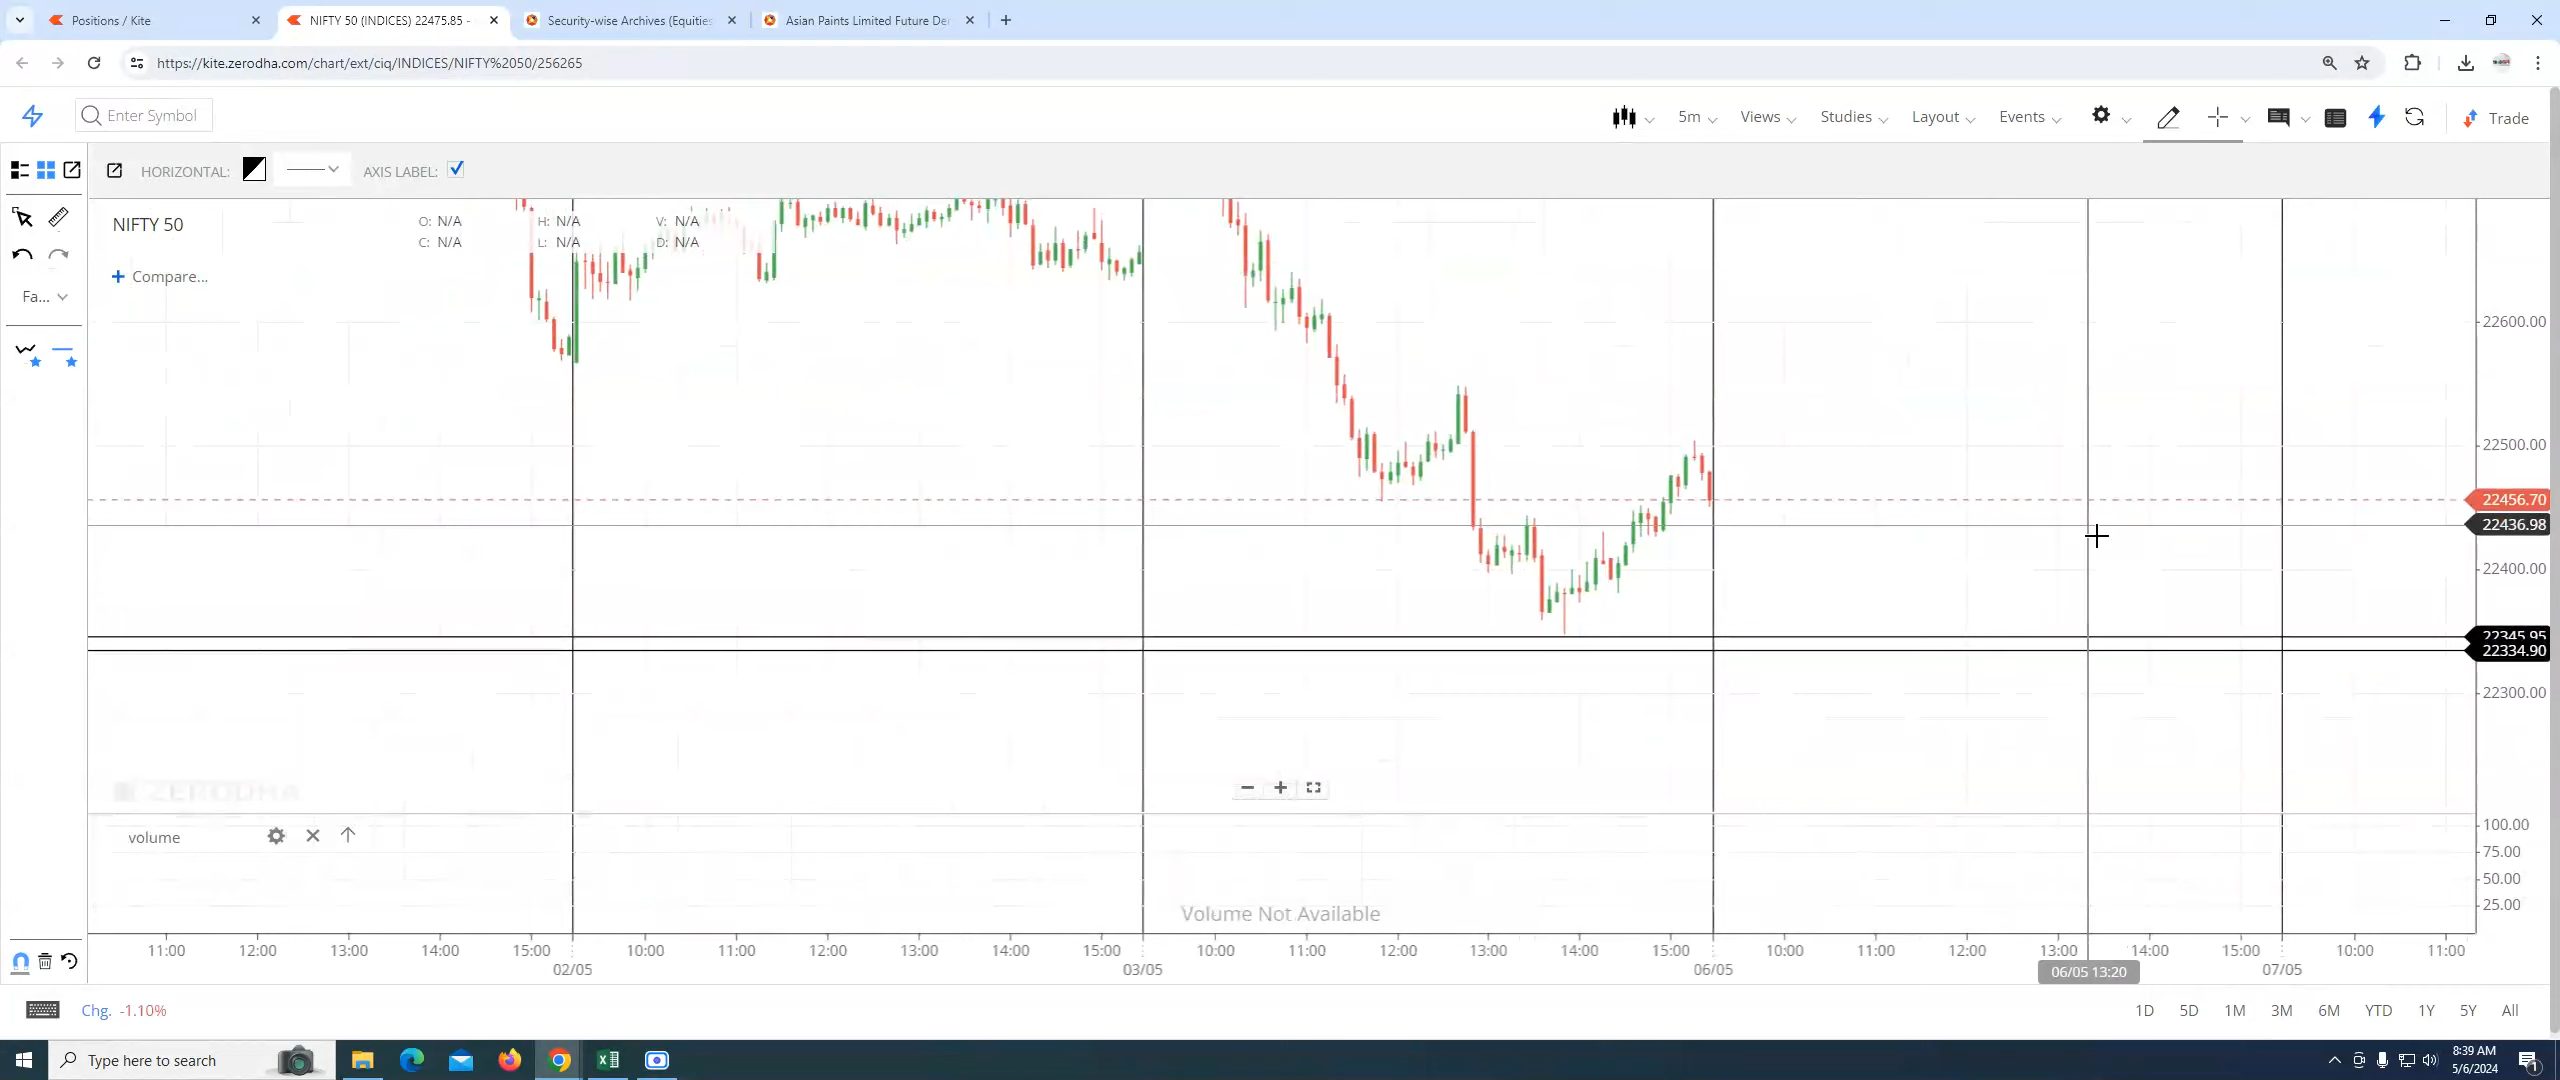 Positions / Kite
NIFTY 50 (INDICES) 22475.85 -
Security-wise Archives (Equities
Asian Paints Limited Future Der
https://kite.zerodha.com/chart/ext/ciq/INDICES/NIFTY%2050/256265
Enter Symbol
5m
Views
Studies
Layout
Events
Trade
HORIZONTAL:
AXIS LABEL:
NIFTY 50
O: N/A H: N/A V: N/A
C: N/A L: N/A D: N/A
Compare...
Fa...
22600.00
22500.00
22456.70
22436.98
22400.00
22345.95
22334.90
22300.00
ZERODHA
volume
100.00
75.00
50.00
25.00
Volume Not Available
11:00 12:00 13:00 14:00 15:00 10:00 11:00 12:00 13:00 14:00 15:00 10:00 11:00 12:00 13:00 14:00 15:00 10:00 11:00 12:00 13:00 14:00 15:00 10:00 11:00
02/05 03/05 06/05 06/05 13:20 07/05
Chg. -1.10%
1D 5D 1M 3M 6M YTD 1Y 5Y All
Type here to search
8:39 AM
5/6/2024
1